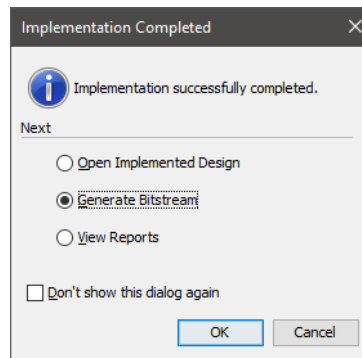 Implementation Completed
Implementation successfully completed.
Next
Open Implemented Design
Generate Bitstream
View Reports
Don't show this dialog again
OK
Cancel